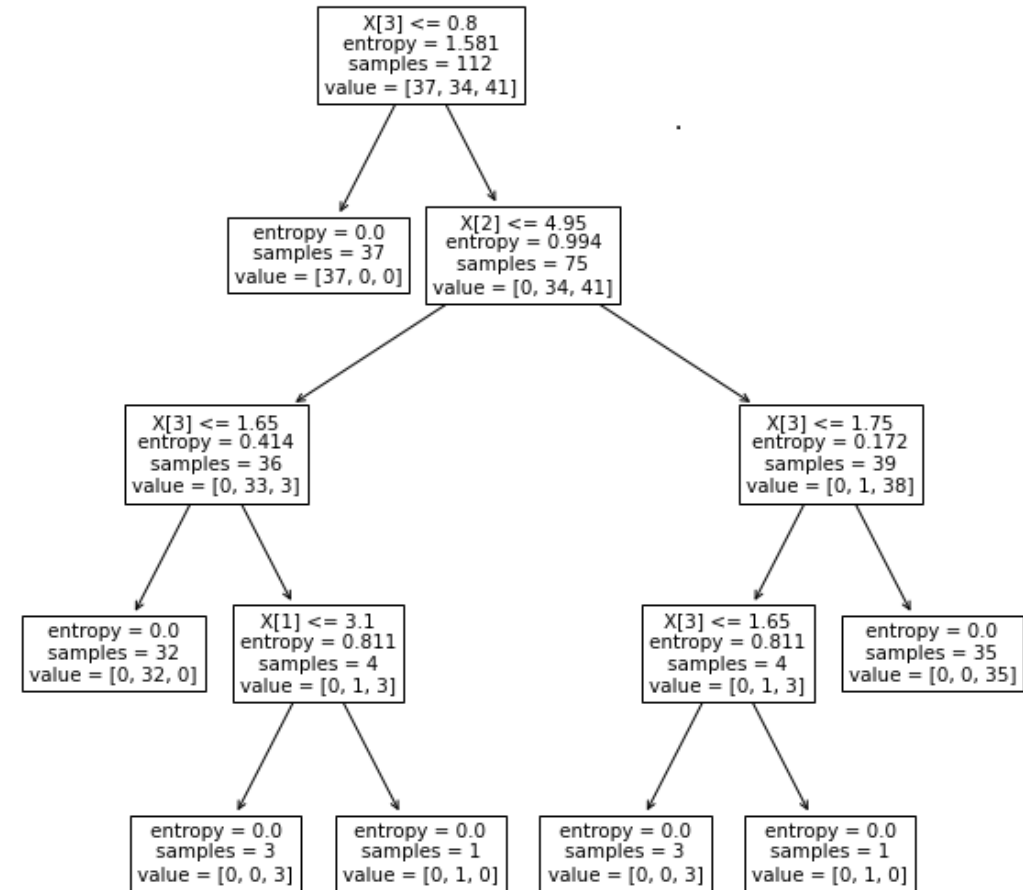 X[3] <= 0.8
entropy = 1.581
samples = 112
value = [37, 34, 41]
entropy = 0.0
samples = 37
value = [37, 0, 0]
X[2] <= 4.95
entropy = 0.994
samples = 75
value = [0, 34, 41]
X[3] <= 1.65
entropy = 0.414
samples = 36
value = [0, 33, 3]
X[3] <= 1.75
entropy = 0.172
samples = 39
value = [0, 1, 38]
entropy = 0.0
samples = 32
value = [0, 32, 0]
X[1] <= 3.1
entropy = 0.811
samples = 4
value = [0, 1, 3]
X[3] <= 1.65
entropy = 0.811
samples = 4
value = [0, 1, 3]
entropy = 0.0
samples = 35
value = [0, 0, 35]
entropy = 0.0
samples = 3
value = [0, 0, 3]
entropy = 0.0
samples = 1
value = [0, 1, 0]
entropy = 0.0
samples = 3
value = [0, 0, 3]
entropy = 0.0
samples = 1
value = [0, 1, 0]